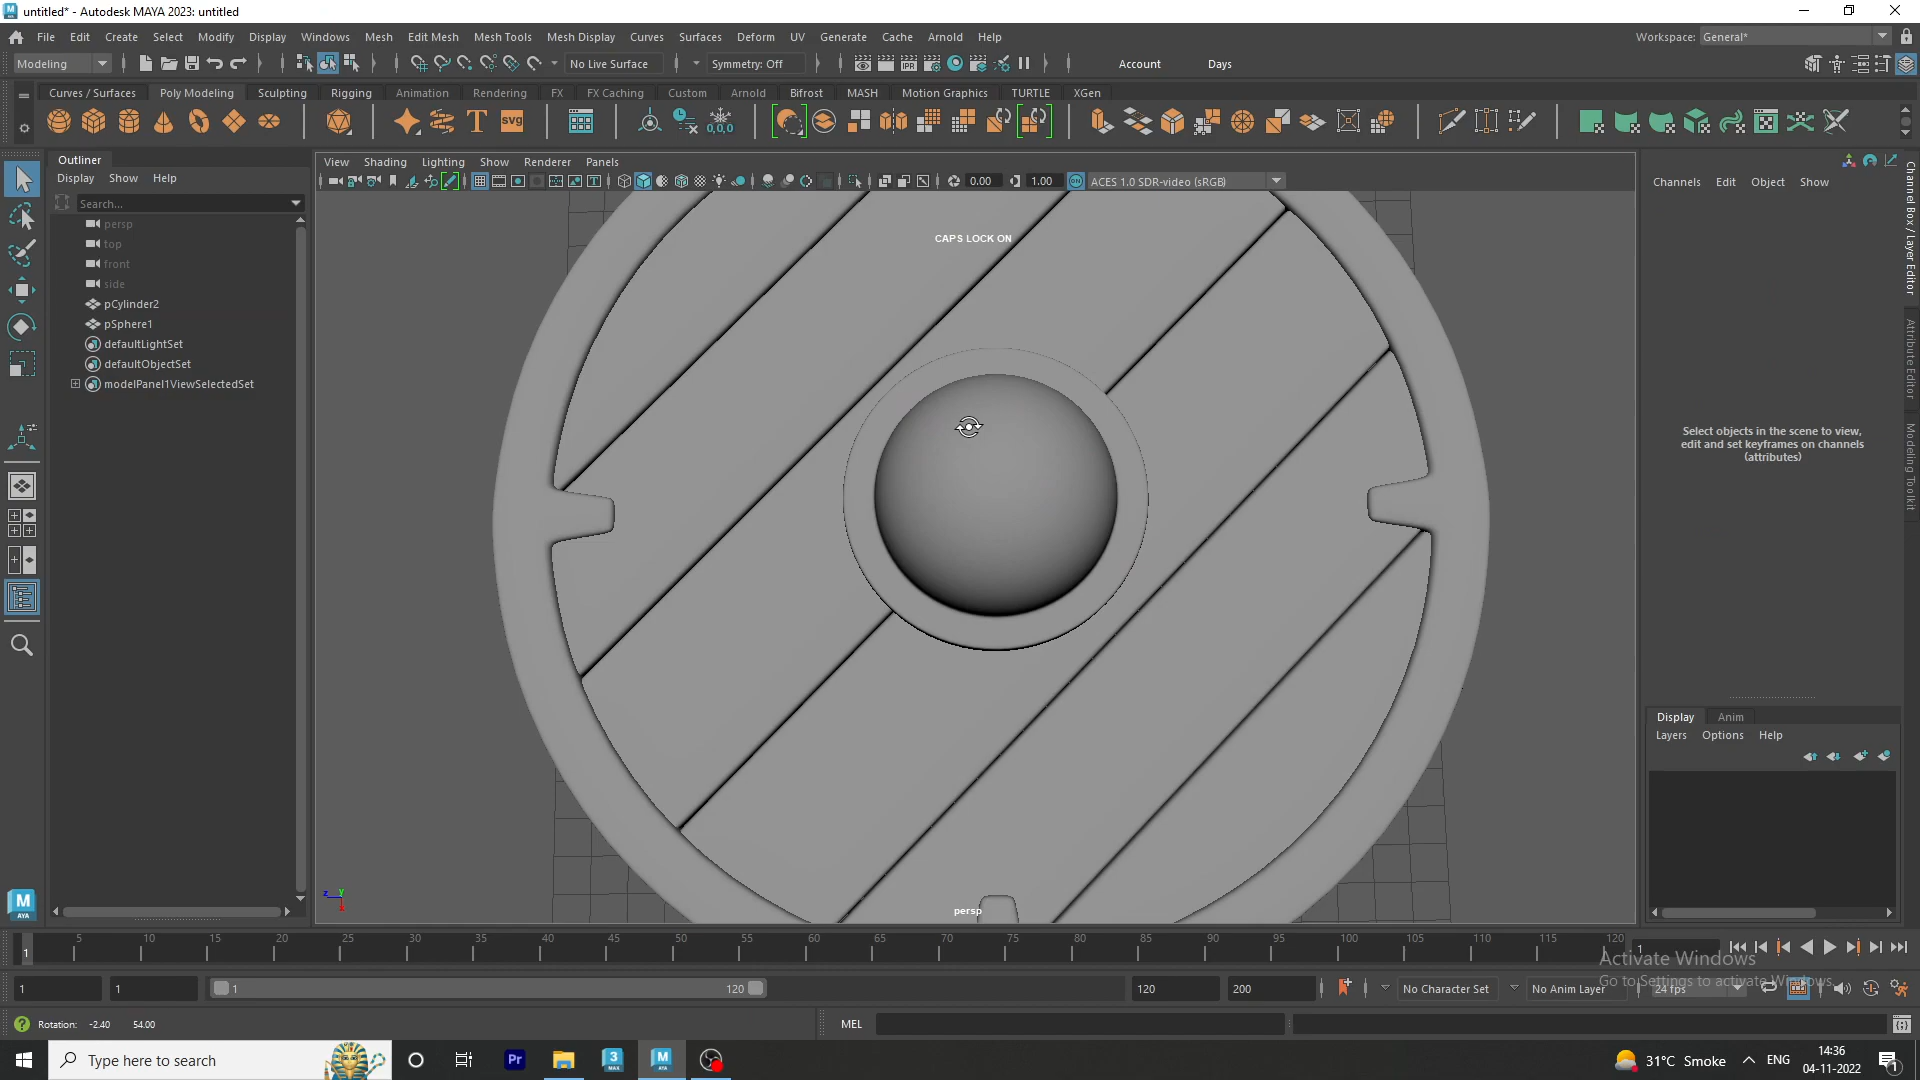 untitled* - Autodesk MAYA 2023: untitled
File Edit Create Select Modify Display Windows Mesh Edit Mesh Mesh Tools Mesh Display Curves Surfaces Deform UV Generate Cache Arnold Help
Workspace: General*
Modeling No Live Surface Symmetry: Off Account Days
Curves / Surfaces Poly Modeling Sculpting Rigging Animation Rendering FX FX Caching Custom Arnold Bifrost MASH Motion Graphics TURTLE XGen
Outliner
Display Show Help
Search...
persp
top
front
side
pCylinder2
pSphere1
defaultLightSet
defaultObjectSet
modelPanel1ViewSelectedSet
View Shading Lighting Show Renderer Panels
0.00 1.00 ACES 1.0 SDR-video (sRGB)
CAPS LOCK ON
persp
Channels Edit Object Show
Select objects in the scene to view,
edit and set keyframes on channels
(attributes)
Channel Box / Layer Editor
Attribute Editor
Modeling Toolkit
Display Anim
Layers Options Help
1 5 10 15 20 25 30 35 40 45 50 55 60 65 70 75 80 85 90 95 100 105 110 115 120 1
Activate Windows
Go to Settings to activate Windows.
1 1 1 120 120 200 No Character Set No Anim Layer 24 fps
Rotation: -2.40 54.00 MEL
Type here to search
31°C Smoke ENG
14:36
04-11-2022